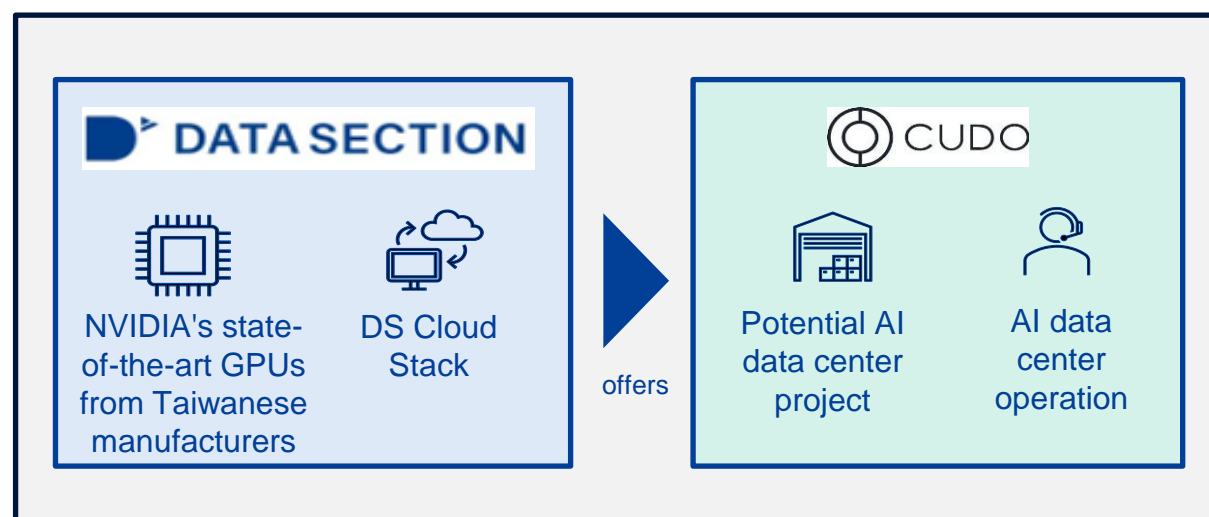 DATA SECTION
NVIDIA's state-
of-the-art GPUs
from Taiwanese
manufacturers
DS Cloud
Stack
offers
CUDO
Potential AI
data center
project
AI data
center
operation